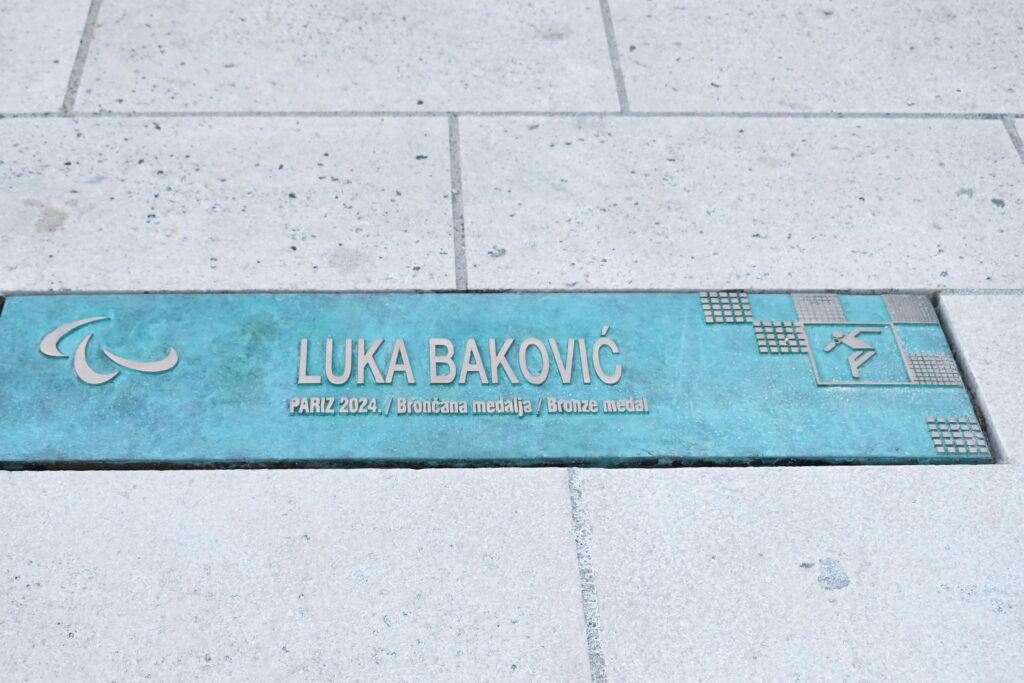 LUKA BAKOVIĆ
PARIZ 2024. / Brončana medalja / Bronze medal